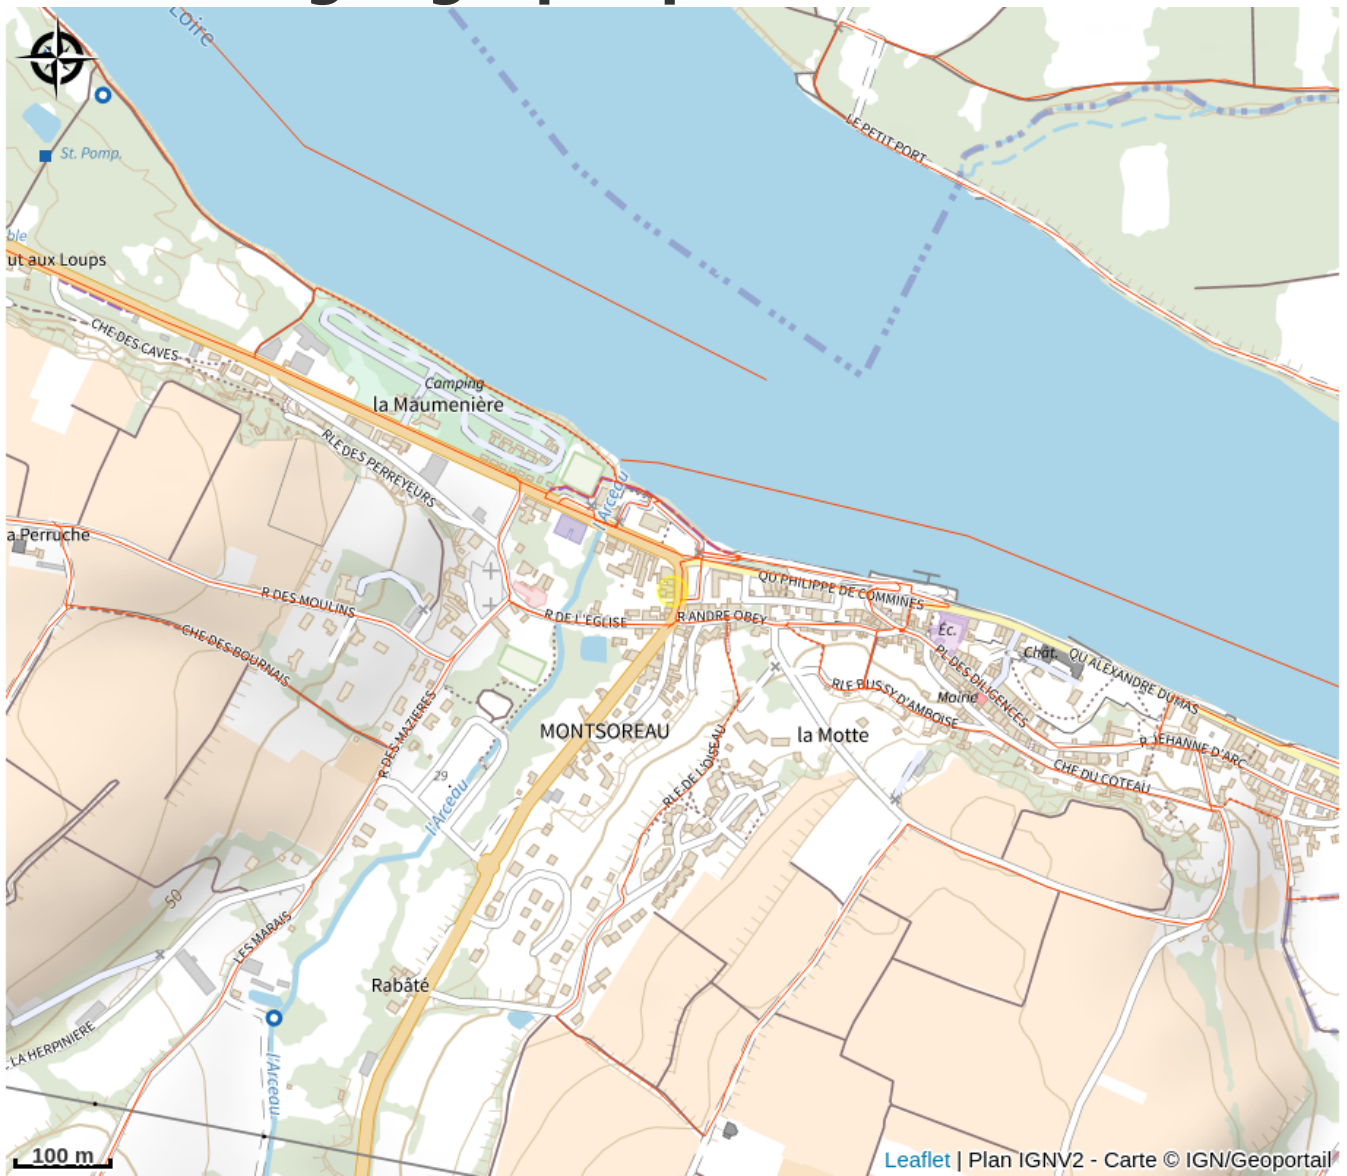 Loire
LE PETIT PORT
St. Pomp.
ble
ut aux Loups
CHE DES CAVES
Camping
la Maumenière
RLE DES PERREYEURS
l'Arceau
a Perruche
QU PHILIPPE DE COMMINES
R DES MOULINS
R DE L'EGLISE
R ANDRE OBEY
CHE DES BOURNAIS
Éc.
Chât.
QU ALEXANDRE DUMAS
PL DES DILIGENCES
RLE BUSSY D'AMBOISE
Mairie
R DES MAZIERES
MONTSOREAU
la Motte
R JEHANNE D'ARC
RLE DE L'OISEAU
CHE DU COTEAU
29
l'Arceau
50
LES MARAIS
Rabâté
LA HERPINIERE
l'Arceau
100 m
Leaflet | Plan IGNV2 - Carte © IGN/Geoportail